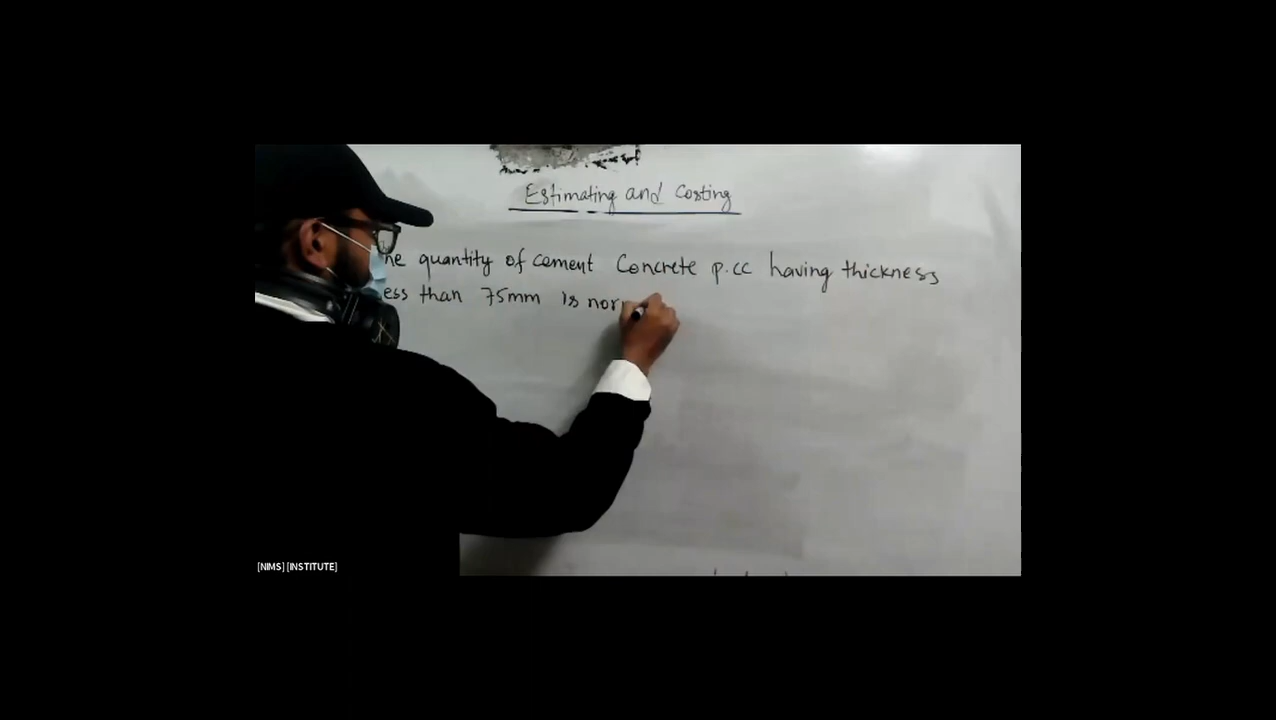 Estimating and Costing
quantity of cement Concrete p.cc having thickness
than 75mm is
[NIMS] [INSTITUTE]